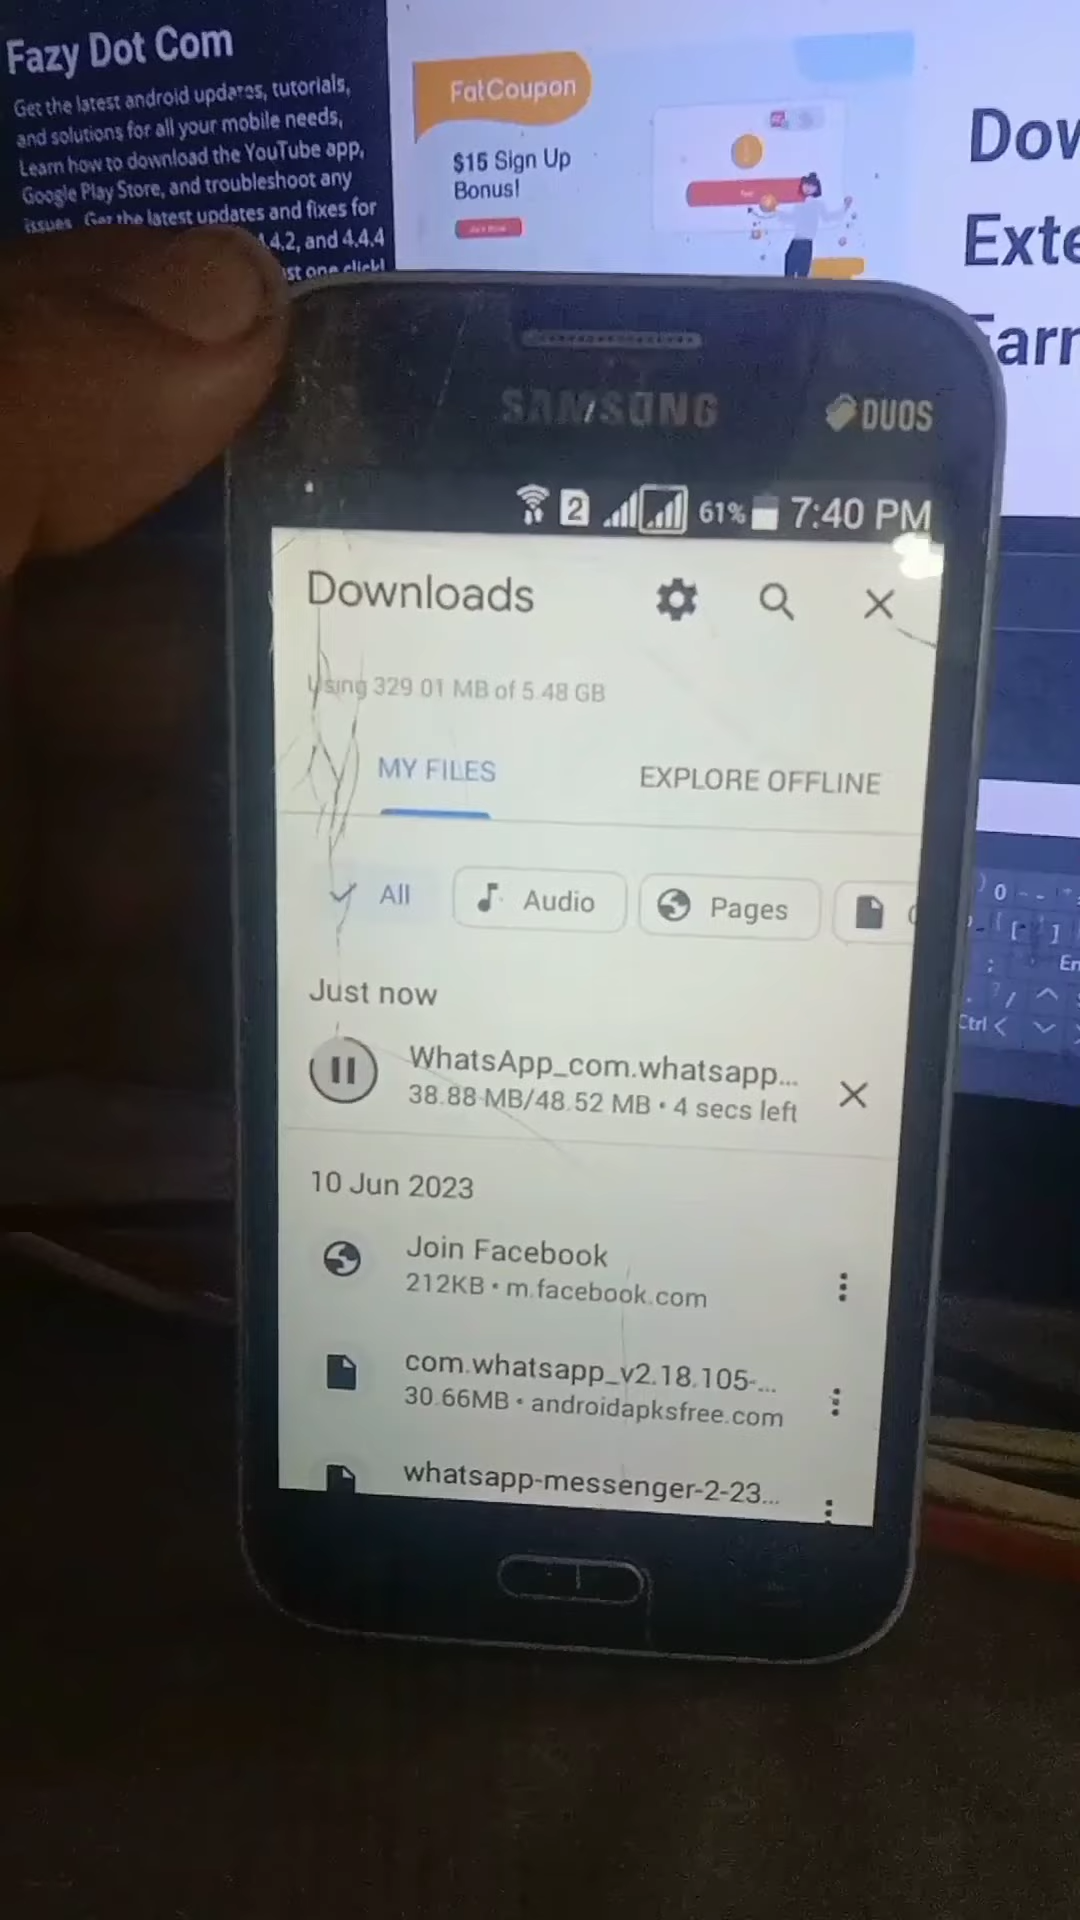 Fazy Dot Com
Get the latest android updates, tutorials,
and solutions for all your mobile needs,
Learn how to download the YouTube app,
Google Play Store, and troubleshoot any
issues. Get the latest updates and fixes for
4.4.2, and 4.4.4
one click!
FatCoupon
$15 Sign Up
Bonus!
SAMSUNG
DUOS
2
61%
7:40 PM
Downloads
Using 329.01 MB of 5.48 GB
MY FILES
EXPLORE OFFLINE
All
Audio
Pages
Just now
WhatsApp_com.whatsapp...
38.88 MB/48.52 MB • 4 secs left
10 Jun 2023
Join Facebook
212KB • m.facebook.com
com.whatsapp_v2.18.105-...
30.66MB • androidapksfree.com
whatsapp-messenger-2-23...
Ctrl